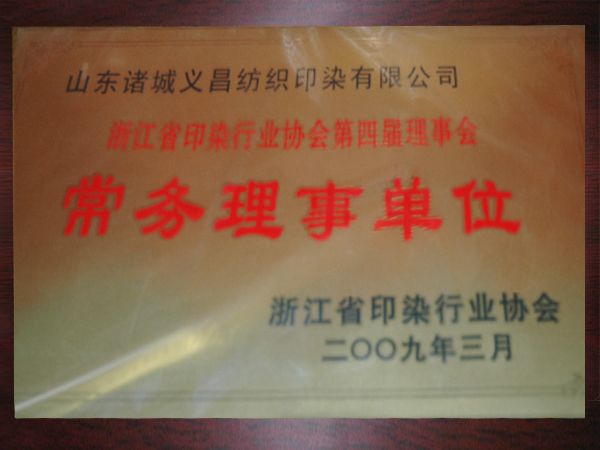 山东诸城义昌纺织印染有限公司
浙江省印染行业协会第四届理事会
常务理事单位
浙江省印染行业协会
二〇〇九年三月